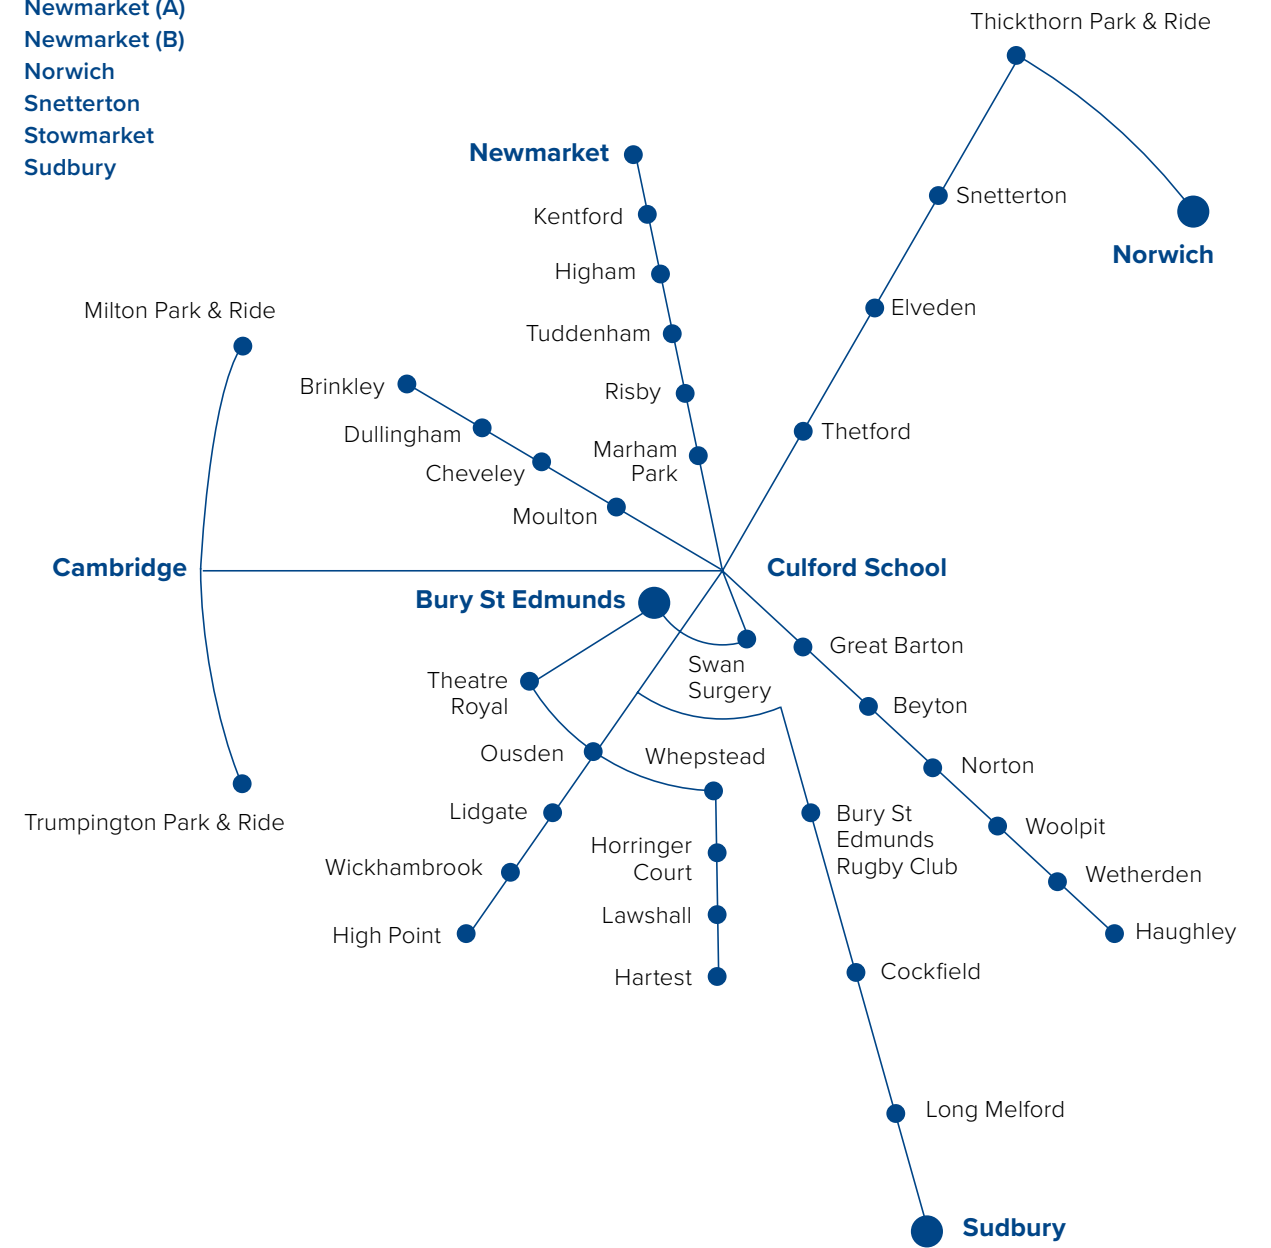 Newmarket (A)
Newmarket (B)
Norwich
Snetterton
Stowmarket
Sudbury
Thickthorn Park & Ride
Newmarket
Kentford
Snetterton
Norwich
Higham
Elveden
Milton Park & Ride
Tuddenham
Brinkley
Risby
Dullingham
Thetford
Cheveley
Marham
Park
Moulton
Cambridge
Culford School
Bury St Edmunds
Great Barton
Swan
Surgery
Theatre
Royal
Beyton
Ousden
Whepstead
Norton
Lidgate
Trumpington Park & Ride
Bury St
Edmunds
Rugby Club
Woolpit
Horringer
Court
Wickhambrook
Wetherden
Lawshall
High Point
Haughley
Hartest
Cockfield
Long Melford
Sudbury